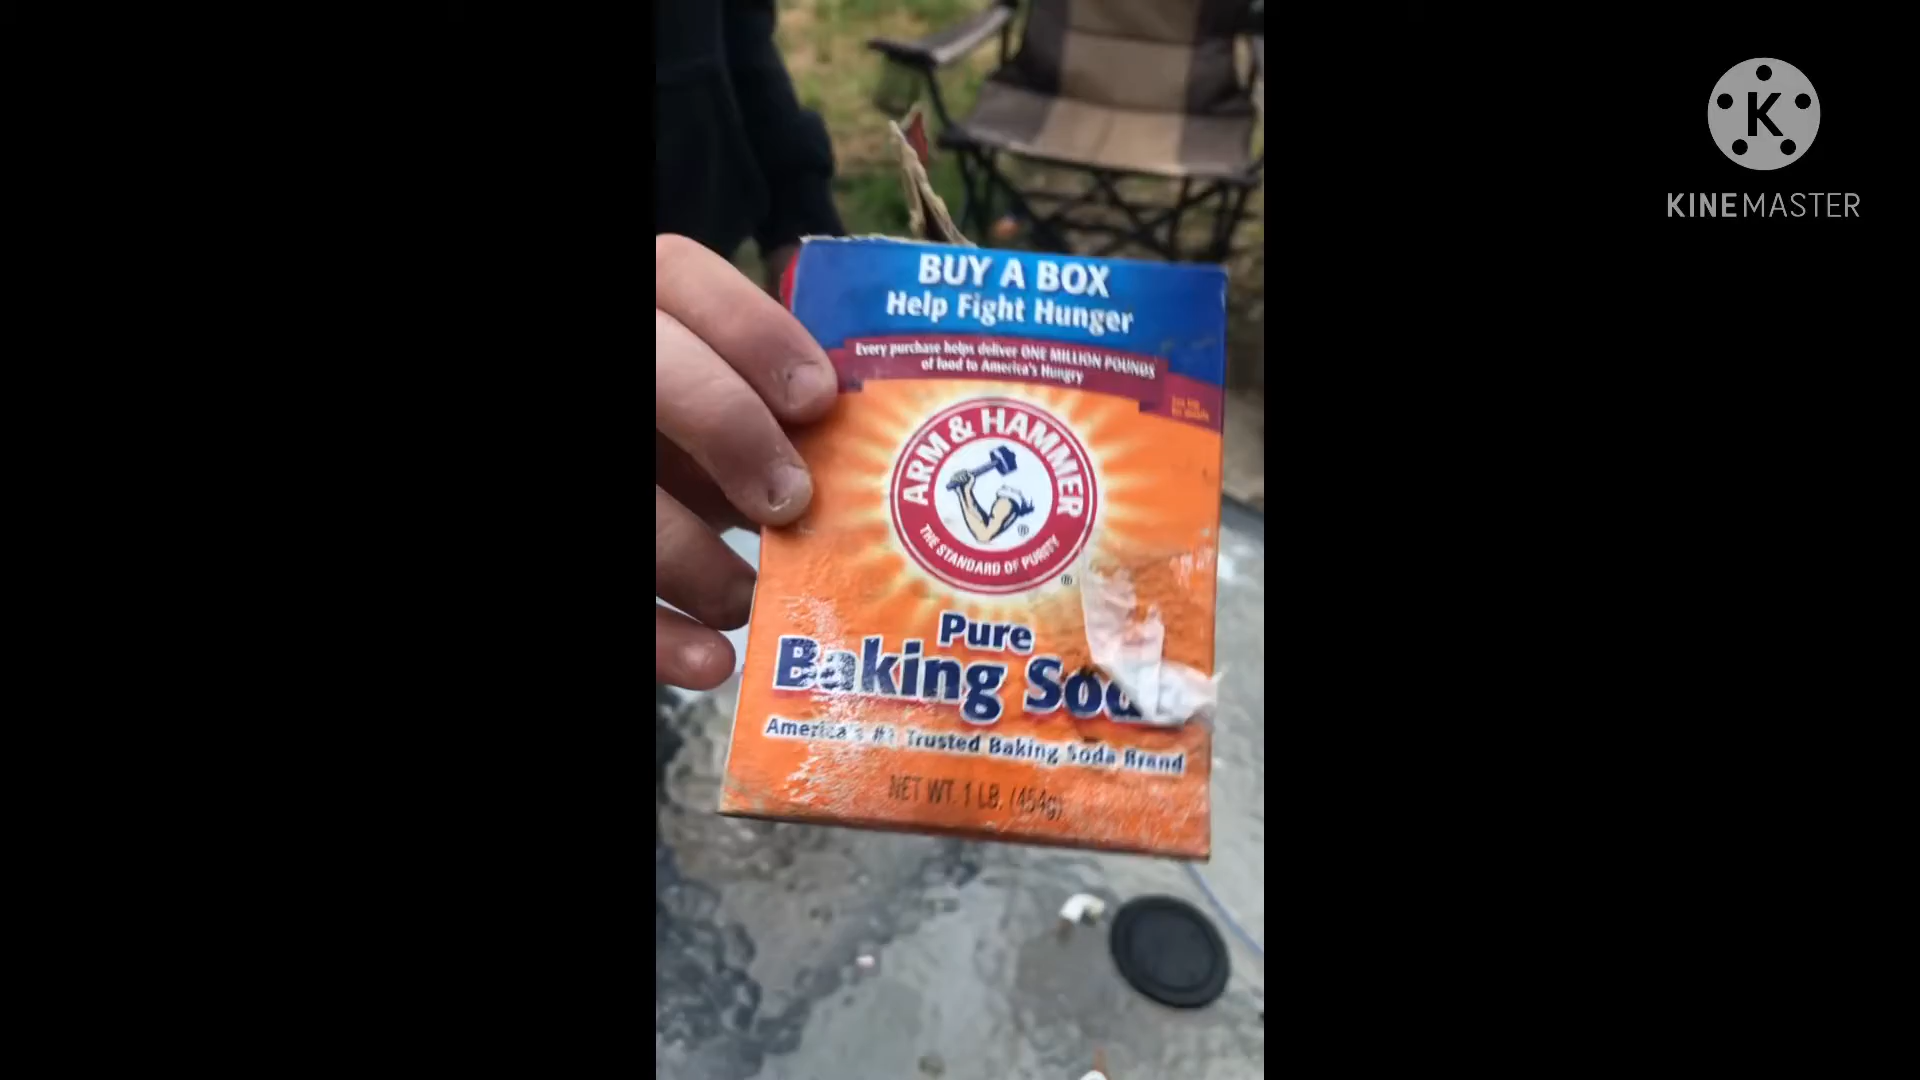 BUY A BOX
Help Fight Hunger
Every purchase helps deliver ONE MILLION POUNDS
of food to America's Hungry
ARM & HAMMER
THE STANDARD OF PURITY
®
®
Pure
Baking Soda
America's #1 Trusted Baking Soda Brand
NET WT. 1 LB. (454g)
K
KINEMASTER